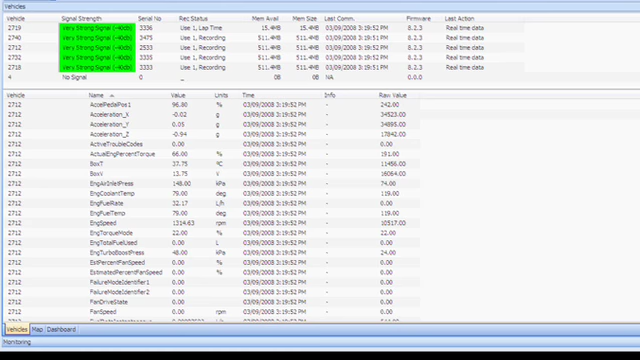 Vehicles
Vehicle Signal Strength Serial No Rec Status Mem Avail Mem Size Last Comm. Firmware Last Action
2719 Very Strong Signal (-40db) 3336 Use 1, Lap Time 15.4MB 15.4MB 03/09/2008 3:19:52 PM 8.2.3 Real time data
2740 Very Strong Signal (-40db) 3475 Use 1, Recording 511.4MB 511.4MB 03/09/2008 3:19:52 PM 8.2.3 Real time data
2712 Very Strong Signal (-40db) 2533 Use 1, Recording 511.4MB 511.4MB 03/09/2008 3:19:52 PM 8.2.3 Real time data
2732 Very Strong Signal (-40db) 3335 Use 1, Recording 511.4MB 511.4MB 03/09/2008 3:19:52 PM 8.2.3 Real time data
2718 Very Strong Signal (-40db) 3333 Use 1, Recording 511.4MB 511.4MB 03/09/2008 3:19:52 PM 8.2.3 Real time data
4 No Signal 0 _ 0B 0B NA
Vehicle Name Value Units Time Info Raw Value
2712 AccelPedalPos1 96.80 % 03/09/2008 3:19:52 PM - 242.00
2712 Acceleration_X -0.02 g 03/09/2008 3:19:52 PM - 34523.00
2712 Acceleration_Y 0.05 g 03/09/2008 3:19:52 PM - 34895.00
2712 Acceleration_Z -0.94 g 03/09/2008 3:19:52 PM - 17842.00
2712 ActiveTroubleCodes 0.00 03/09/2008 3:19:52 PM - 0.00
2712 ActualEngPercentTorque 66.00 % 03/09/2008 3:19:52 PM - 191.00
2712 BoxT 37.75 ºC 03/09/2008 3:19:52 PM - 11456.00
2712 BoxV 13.75 V 03/09/2008 3:19:52 PM - 16064.00
2712 EngAirInletPress 148.00 kPa 03/09/2008 3:19:52 PM - 74.00
2712 EngCoolantTemp 79.00 deg. 03/09/2008 3:19:52 PM - 119.00
2712 EngFuelRate 32.17 L/h 03/09/2008 3:19:52 PM - 0.00
2712 EngFuelTemp 79.00 deg. 03/09/2008 3:19:52 PM - 119.00
2712 EngSpeed 1314.63 rpm 03/09/2008 3:19:52 PM - 10517.00
2712 EngTorqueMode 22.00 % 03/09/2008 3:19:52 PM - 22.00
2712 EngTotalFuelUsed 0.00 L 03/09/2008 3:19:52 PM - 0.00
2712 EngTurboBoostPress 48.00 kPa 03/09/2008 3:19:52 PM - 24.00
2712 EstPercentFanSpeed 0.00 % 03/09/2008 3:19:52 PM - 0.00
2712 EstimatedPercentFanSpeed 0.00 % 03/09/2008 3:19:52 PM - 0.00
2712 FailureModeIdentifier1 0.00 03/09/2008 3:19:52 PM - 0.00
2712 FailureModeIdentifier2 0.00 03/09/2008 3:19:52 PM - 0.00
2712 FanDriveState 0.00 03/09/2008 3:19:52 PM - 0.00
2712 FanSpeed 0.00 rpm 03/09/2008 3:19:52 PM - 0.00
Vehicles Map Dashboard
Monitoring